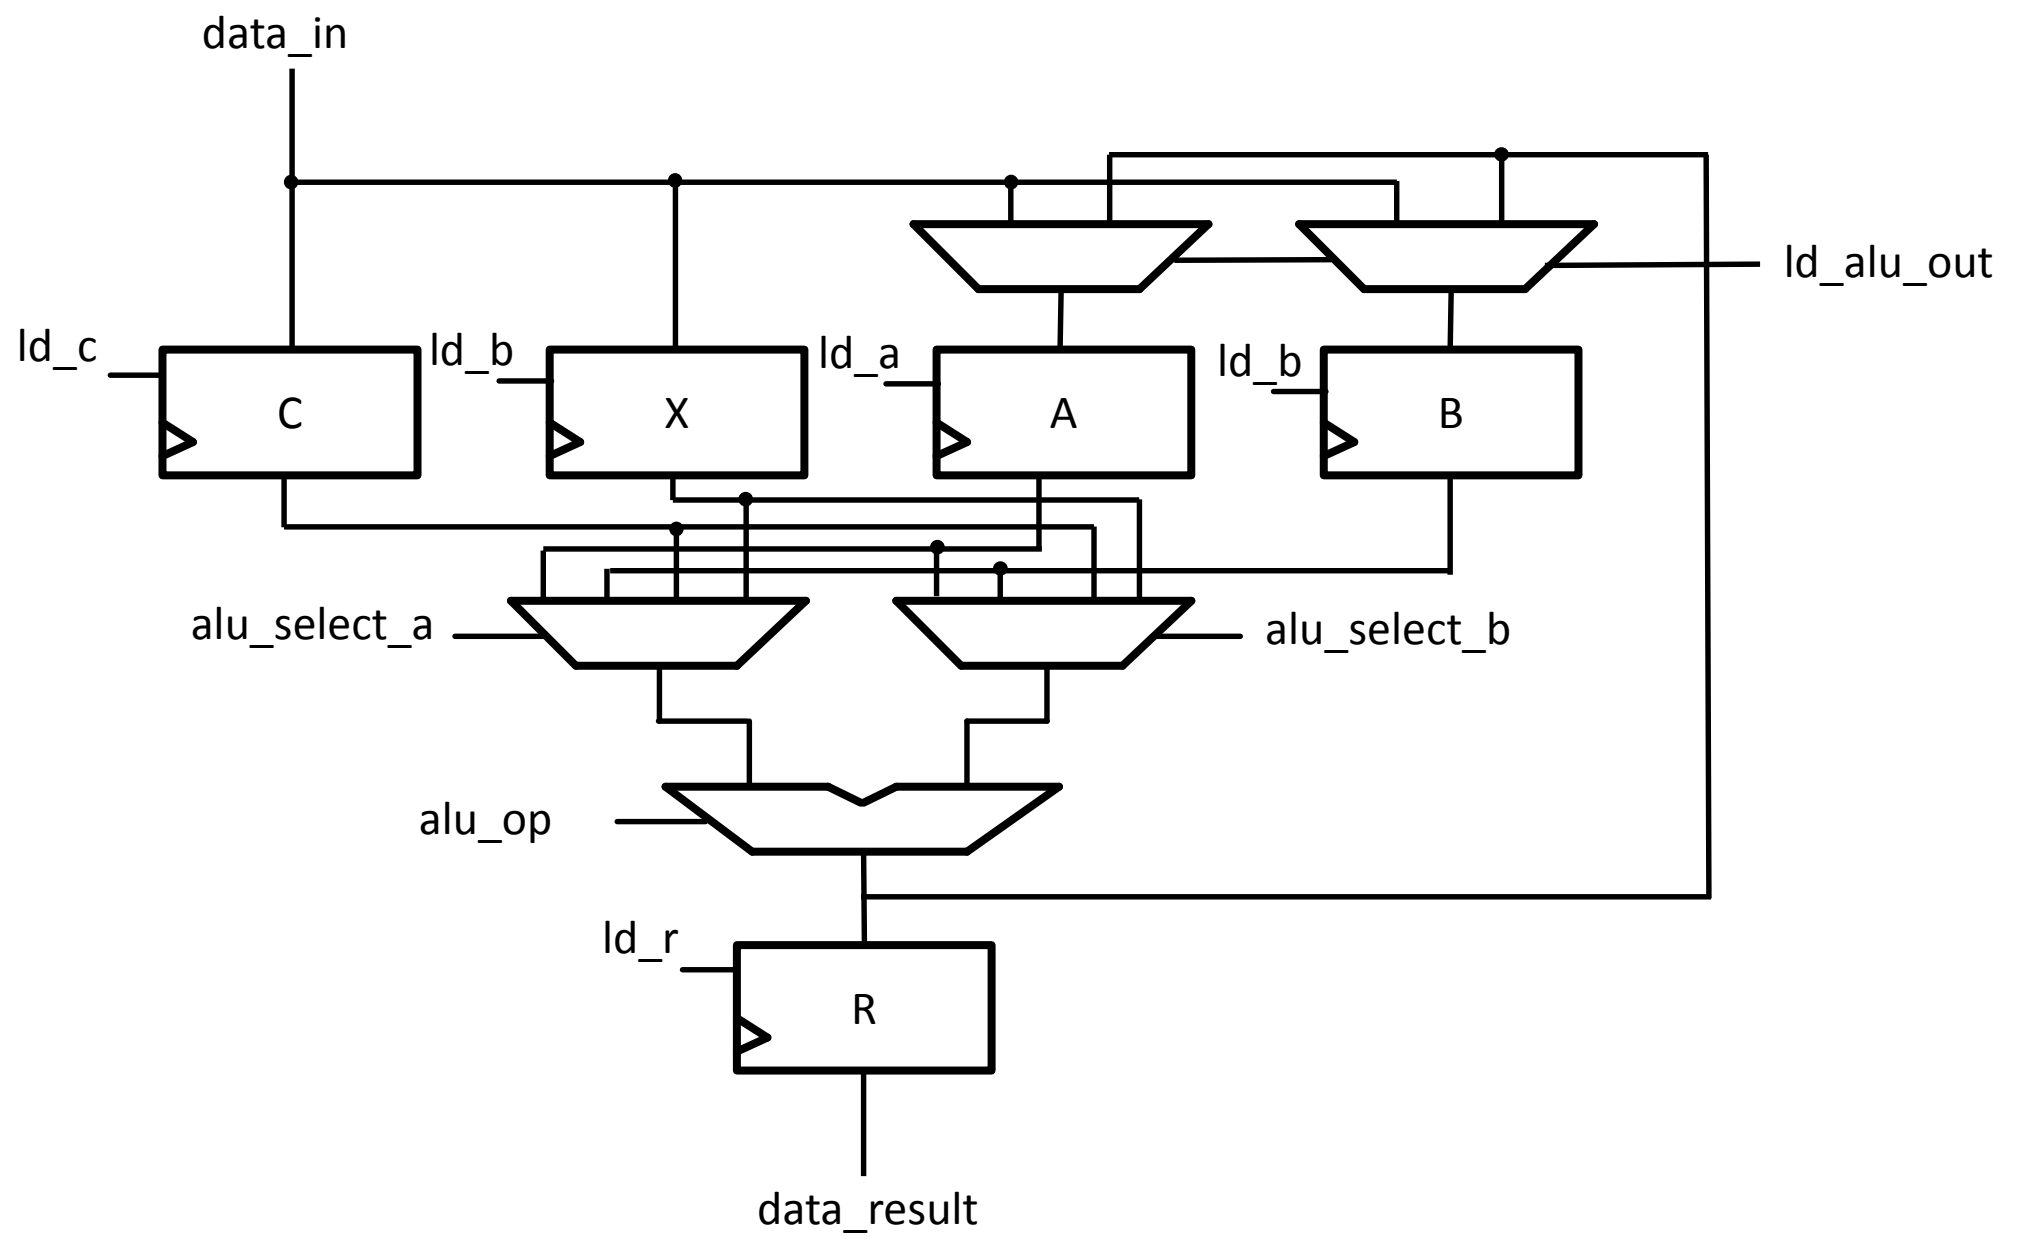 data_in
ld_alu_out
ld_c
ld_b
ld_a
ld_b
C
X
A
B
alu_select_a
alu_select_b
alu_op
ld_r
R
data_result